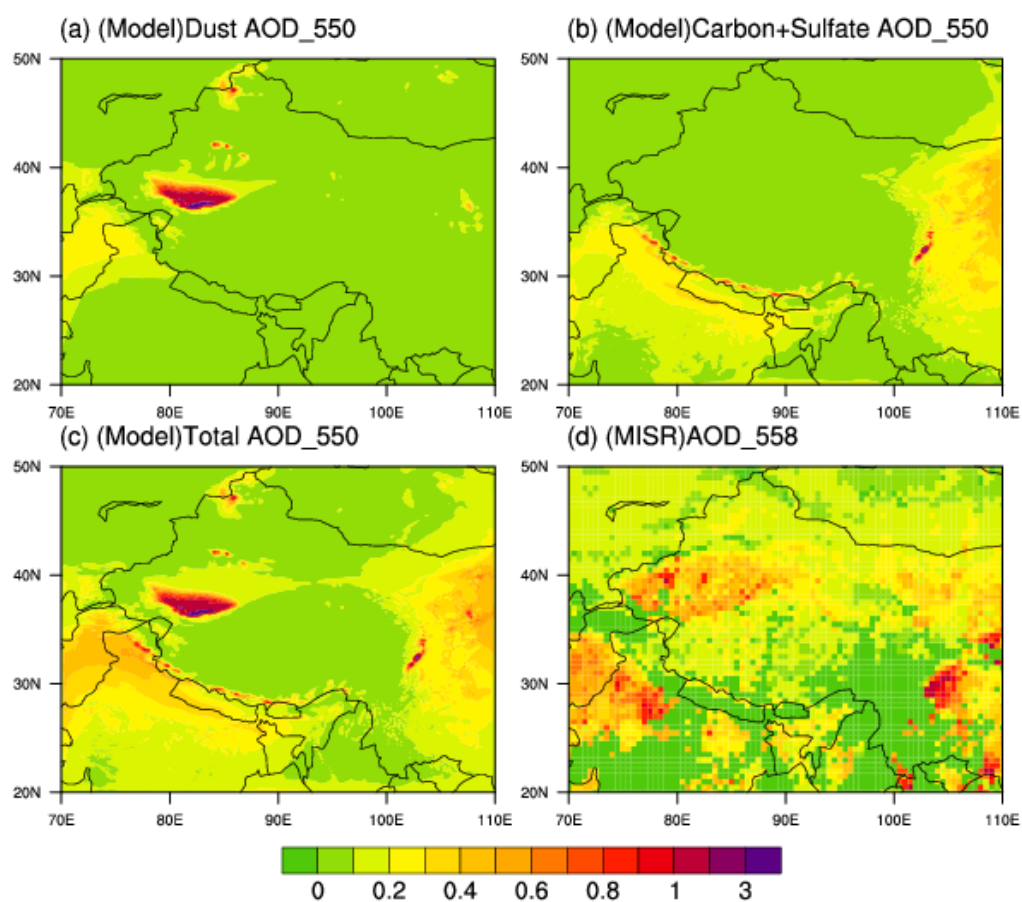 (a) (Model)Dust AOD_550
(b) (Model)Carbon+Sulfate AOD_550
50N
40N
30N
20N
70E 80E 90E 100E 110E
50N
40N
30N
20N
70E 80E 90E 100E 110E
(c) (Model)Total AOD_550
(d) (MISR)AOD_558
50N
40N
30N
20N
70E 80E 90E 100E 110E
50N
40N
30N
20N
70E 80E 90E 100E 110E
0 0.2 0.4 0.6 0.8 1 3